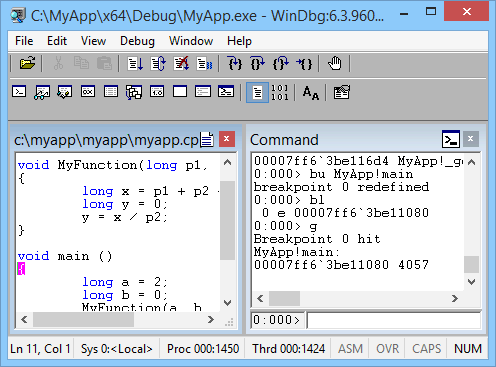 C:\MyApp\x64\Debug\MyApp.exe - WinDbg:6.3.960...
File Edit View Debug Window Help
c:\myapp\myapp\myapp.cp
void MyFunction(long p1,
{
long x = p1 + p2
long y = 0;
y = x / p2;
}
void main ()
{
long a = 2;
long b = 0;
MyFunction(a, b
Command
00007ff6`3be116d4 MyApp!_ge
0:000> bu MyApp!main
breakpoint 0 redefined
0:000> bl
0 e 00007ff6`3be11080
0:000> g
Breakpoint 0 hit
MyApp!main:
00007ff6`3be11080 4057
0:000>
Ln 11, Col 1 Sys 0:<Local> Proc 000:1450 Thrd 000:1424 ASM OVR CAPS NUM